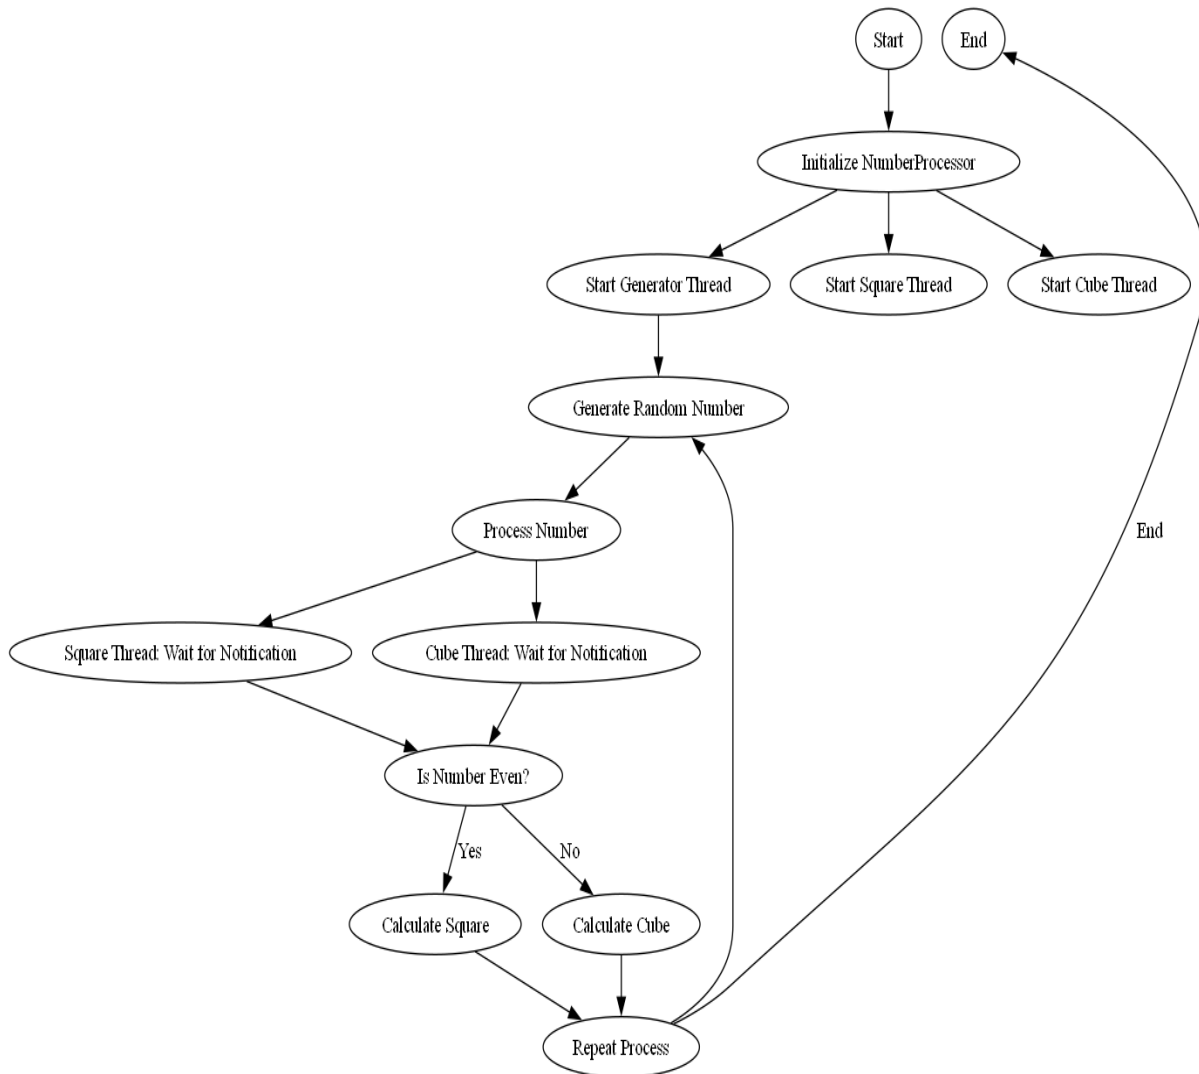 Start
End
Initialize NumberProcessor
Start Generator Thread
Start Square Thread
Start Cube Thread
Generate Random Number
Process Number
End
Square Thread: Wait for Notification
Cube Thread: Wait for Notification
Is Number Even?
Yes
No
Calculate Square
Calculate Cube
Repeat Process